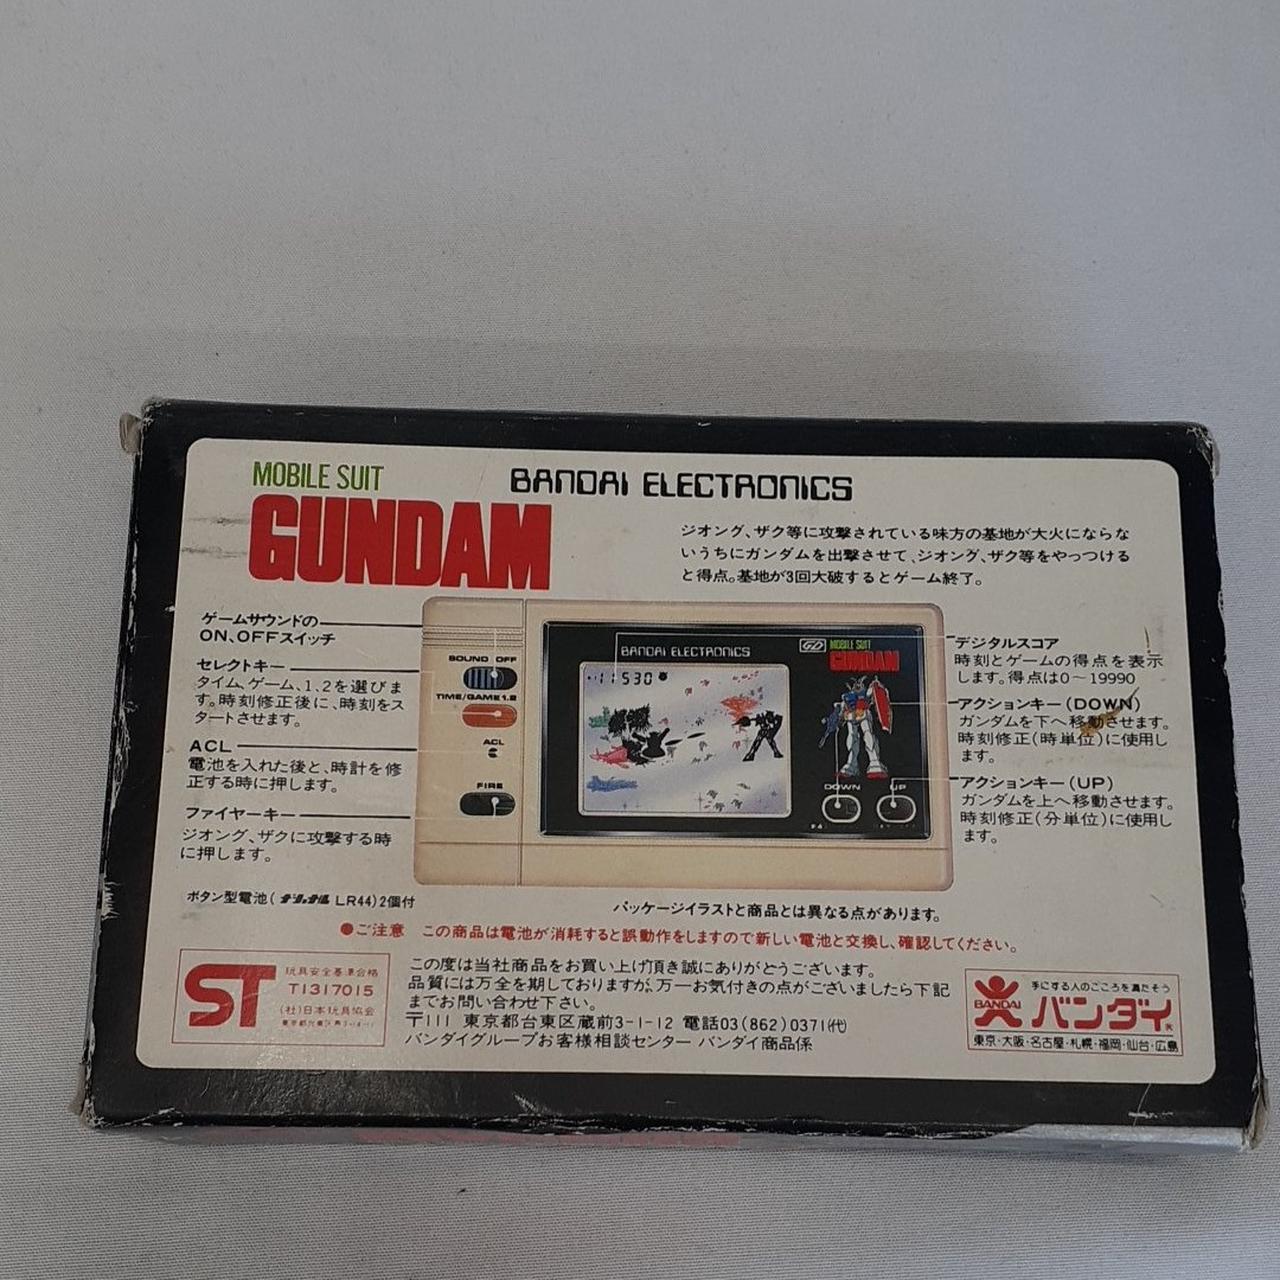 MOBILE SUIT
GUNDAM
BANDAI ELECTRONICS
ジオング、ザク等に攻撃されている味方の基地が大火にならな
いうちにガンダムを出撃させて、ジオング、ザク等をやっつける
と得点。基地が3回大破するとゲーム終了。
ゲームサウンドの
ON、OFFスイッチ
セレクトキー
タイム、ゲーム、1、2を選びま
す。時刻修正後に、時刻をス
タートさせます。
ACL
電池を入れた後と、時計を修
正する時に押します。
ファイヤーキー
ジオング、ザクに攻撃する時
に押します。
SOUND OFF
TIME/GAME1.2
ACL
FIRE
BANDAI ELECTRONICS
11530
GD
MOBILE SUIT
GUNDAM
DOWN
UP
デジタルスコア
時刻とゲームの得点を表示
します。得点は0〜19990
アクションキー(DOWN)
ガンダムを下へ移動させます。
時刻修正(時単位)に使用し
ます。
アクションキー(UP)
ガンダムを上へ移動させます。
時刻修正(分単位)に使用し
ます。
ボタン型電池(ナショナル LR44)2個付
パッケージイラストと商品とは異なる点があります。
●ご注意 この商品は電池が消耗すると誤動作をしますので新しい電池と交換し、確認してください。
ST
玩具安全基準合格
T1317015
(社)日本玩具協会
この度は当社商品をお買い上げ頂き誠にありがとうございます。
品質には万全を期しておりますが、万一お気付きの点がございましたら下記
までお問い合わせ下さい。
〒111 東京都台東区蔵前3-1-12 電話03(862)0371(代)
バンダイグループお客様相談センター バンダイ商品係
手にする人のこころを満たそう
BANDAI
バンダイ
東京・大阪・名古屋・札幌・福岡・仙台・広島